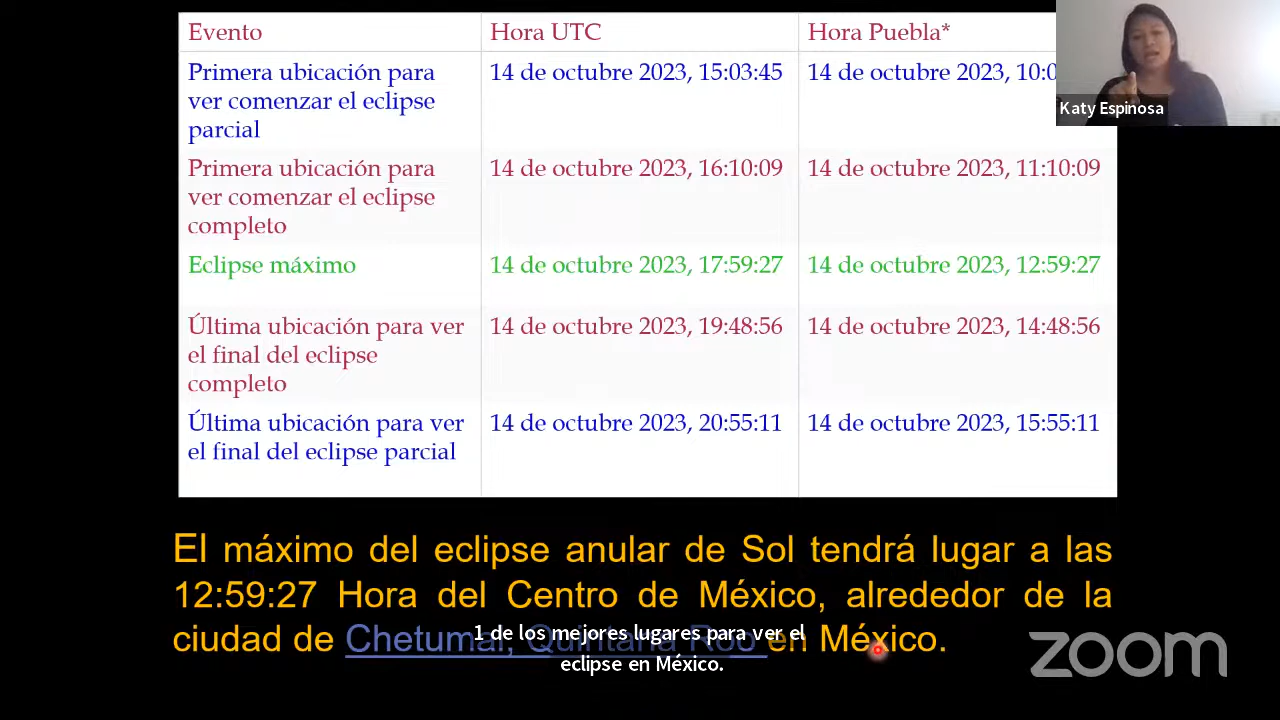 Evento Hora UTC Hora Puebla*
Primera ubicación para 14 de octubre 2023, 15:03:45 14 de octubre 2023,
ver comenzar el eclipse
parcial
Katy Espinosa
Primera ubicación para 14 de octubre 2023, 16:10:09 14 de octubre 2023, 11:10:09
ver comenzar el eclipse
completo
Eclipse máximo 14 de octubre 2023, 17:59:27 14 de octubre 2023, 12:59:27
Última ubicación para ver 14 de octubre 2023, 19:48:56 14 de octubre 2023, 14:48:56
el final del eclipse
completo
Última ubicación para ver 14 de octubre 2023, 20:55:11 14 de octubre 2023, 15:55:11
el final del eclipse parcial
El máximo del eclipse anular de Sol tendrá lugar a las
12:59:27 Hora del Centro de México, alrededor de la
ciudad de Chetumal, Quintana Roo en México.
1 de los mejores lugares para ver el
eclipse en México.
zoom